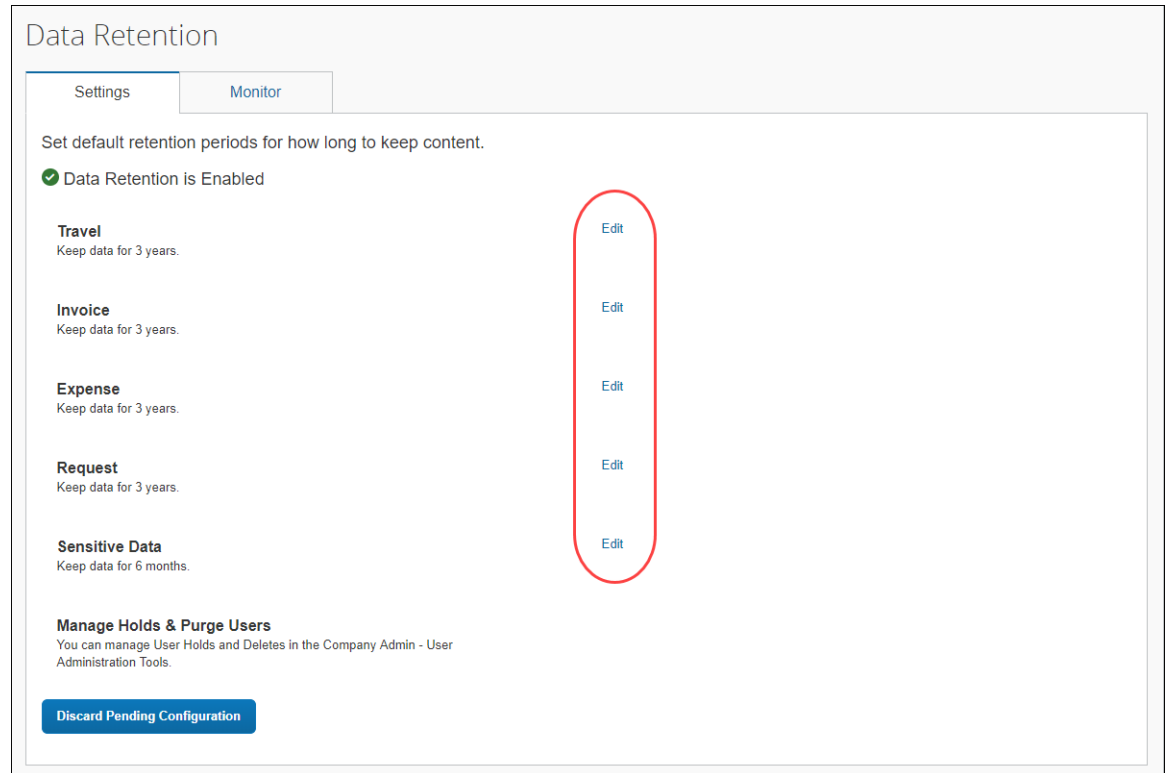 Data Retention
Settings
Monitor
Set default retention periods for how long to keep content.
Data Retention is Enabled
Travel
Edit
Keep data for 3 years.
Invoice
Edit
Keep data for 3 years.
Expense
Edit
Keep data for 3 years.
Request
Edit
Keep data for 3 years.
Sensitive Data
Edit
Keep data for 6 months.
Manage Holds & Purge Users
You can manage User Holds and Deletes in the Company Admin - User
Administration Tools.
Discard Pending Configuration